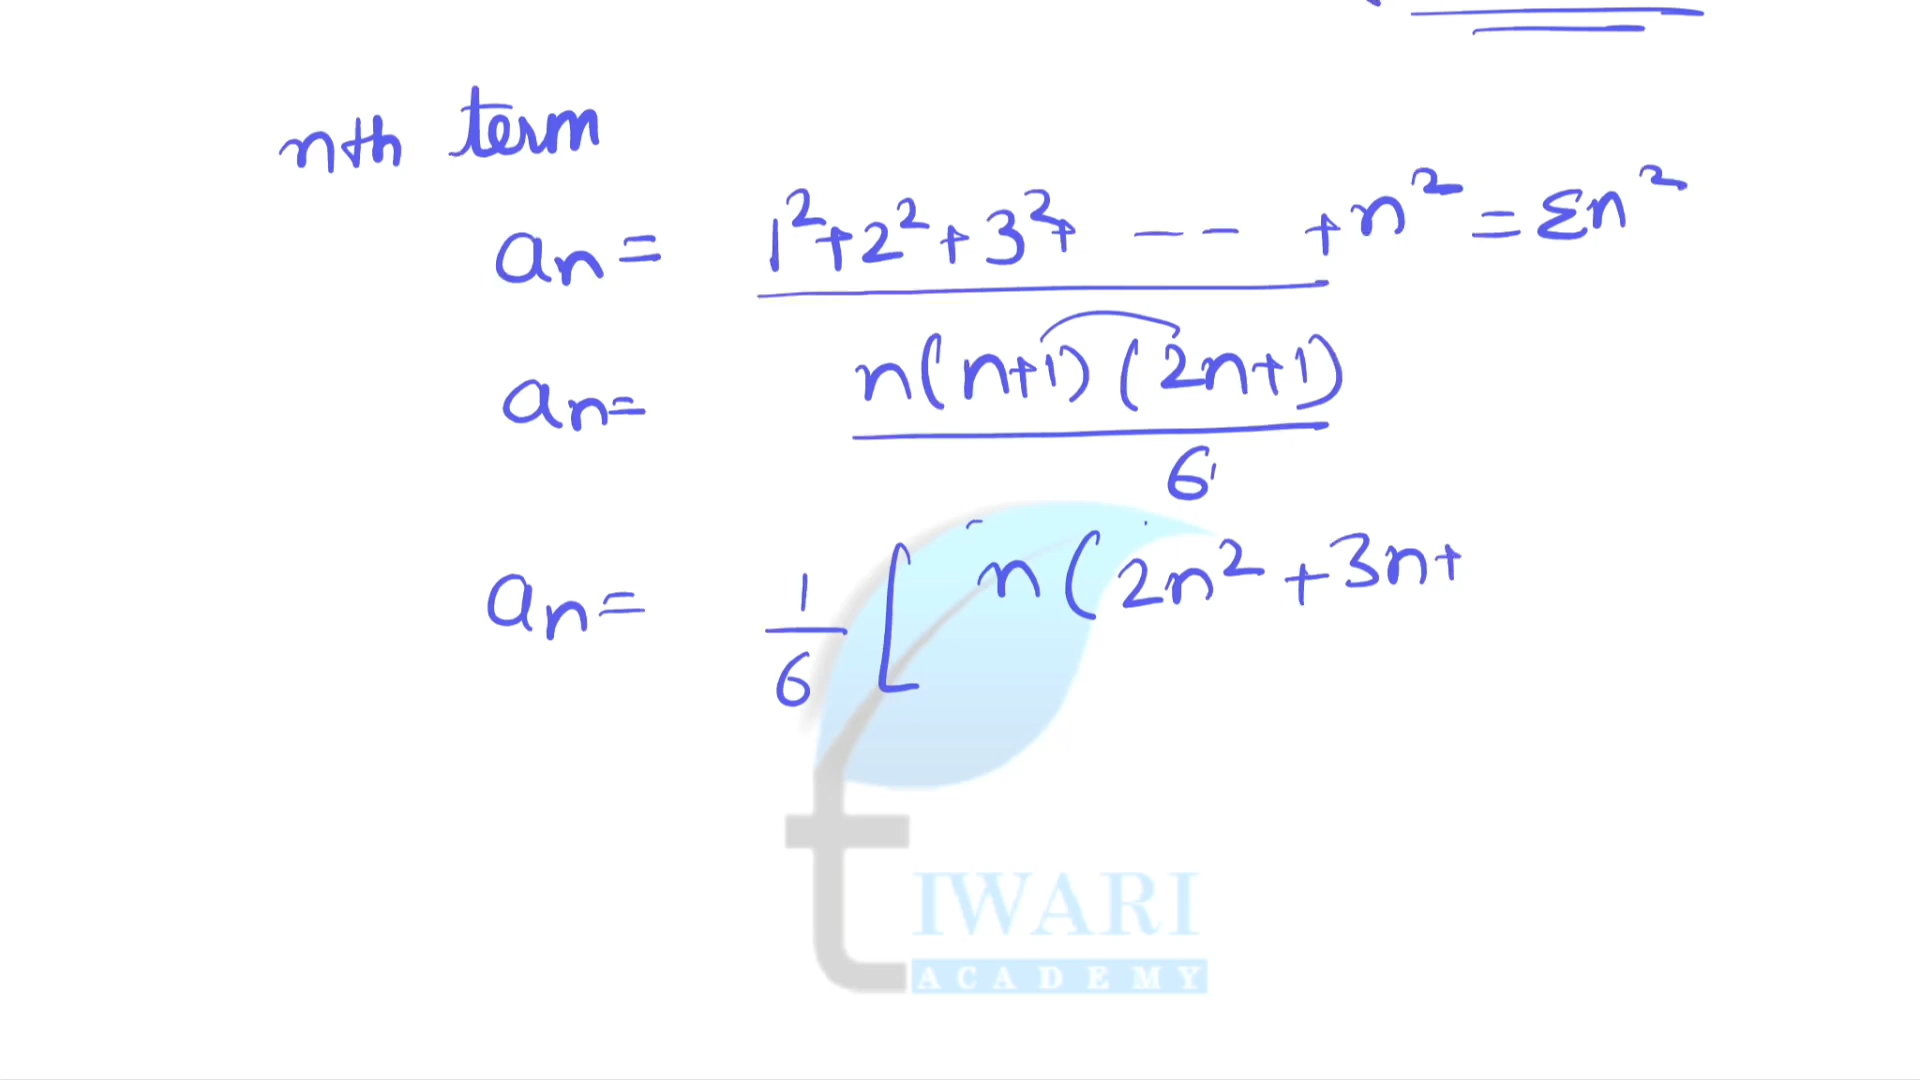 nth term
an = 1²+2²+3²+ -- +n² = Σn²
an = n(n+1)(2n+1)
6
an = 1/6 [ n(2n²+3n+
TIWARI
ACADEMY